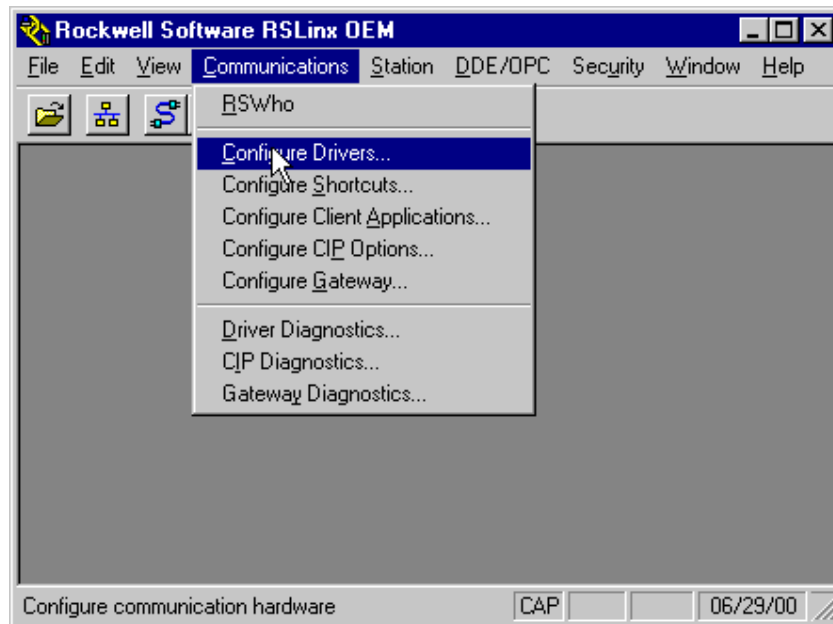 Rockwell Software RSLinx OEM
File Edit View Communications Station DDE/OPC Security Window Help
RSWho
Configure Drivers...
Configure Shortcuts...
Configure Client Applications...
Configure CIP Options...
Configure Gateway...
Driver Diagnostics...
CIP Diagnostics...
Gateway Diagnostics...
Configure communication hardware CAP 06/29/00